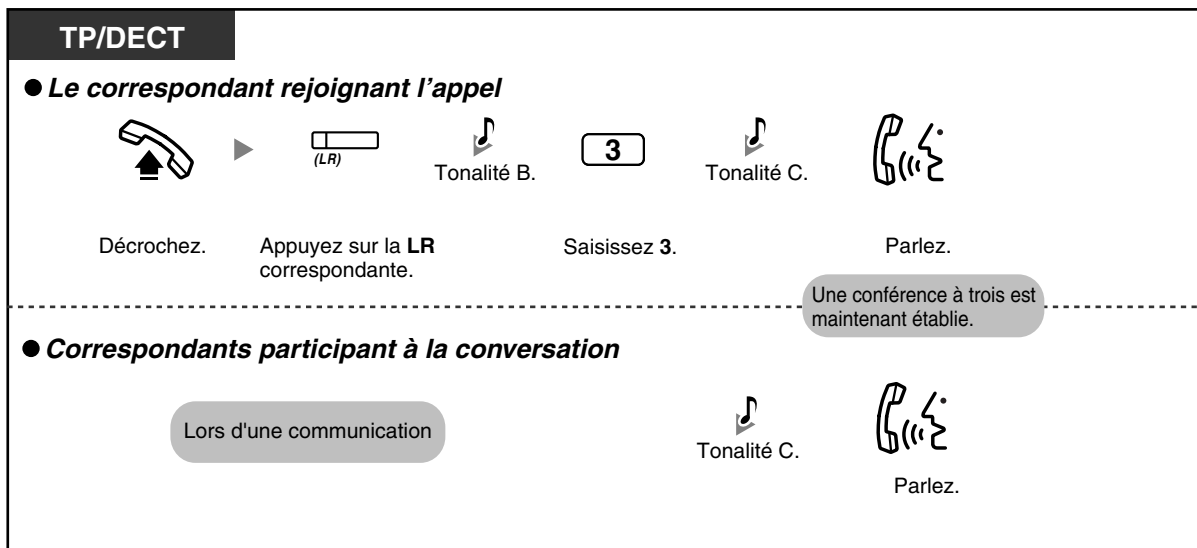 TP/DECT
● Le correspondant rejoignant l’appel
(LR)
Tonalité B.
3
Tonalité C.
Décrochez.
Appuyez sur la LR
correspondante.
Saisissez 3.
Parlez.
Une conférence à trois est
maintenant établie.
● Correspondants participant à la conversation
Lors d'une communication
Tonalité C.
Parlez.